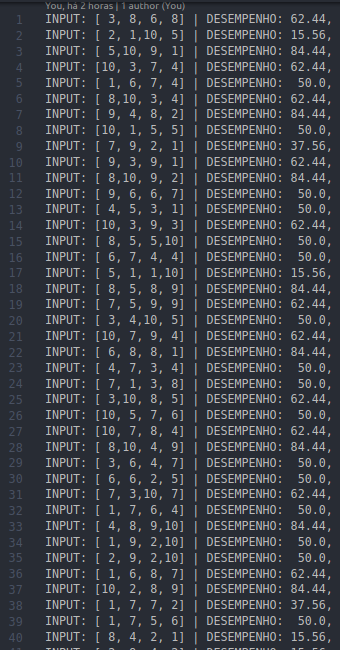 You, há 2 horas | 1 author (You)
1 INPUT: [ 3, 8, 6, 8] | DESEMPENHO: 62.44,
2 INPUT: [ 2, 1,10, 5] | DESEMPENHO: 15.56,
3 INPUT: [ 5,10, 9, 1] | DESEMPENHO: 84.44,
4 INPUT: [10, 3, 7, 4] | DESEMPENHO: 62.44,
5 INPUT: [ 1, 6, 7, 4] | DESEMPENHO:  50.0,
6 INPUT: [ 8,10, 3, 4] | DESEMPENHO: 62.44,
7 INPUT: [ 9, 4, 8, 2] | DESEMPENHO: 84.44,
8 INPUT: [10, 1, 5, 5] | DESEMPENHO:  50.0,
9 INPUT: [ 7, 9, 2, 1] | DESEMPENHO: 37.56,
10 INPUT: [ 9, 3, 9, 1] | DESEMPENHO: 62.44,
11 INPUT: [ 8,10, 9, 2] | DESEMPENHO: 84.44,
12 INPUT: [ 9, 6, 6, 7] | DESEMPENHO:  50.0,
13 INPUT: [ 4, 5, 3, 1] | DESEMPENHO:  50.0,
14 INPUT: [10, 3, 9, 3] | DESEMPENHO: 62.44,
15 INPUT: [ 8, 5, 5,10] | DESEMPENHO:  50.0,
16 INPUT: [ 6, 7, 4, 4] | DESEMPENHO:  50.0,
17 INPUT: [ 5, 1, 1,10] | DESEMPENHO: 15.56,
18 INPUT: [ 8, 5, 8, 9] | DESEMPENHO: 84.44,
19 INPUT: [ 7, 5, 9, 9] | DESEMPENHO: 62.44,
20 INPUT: [ 3, 4,10, 5] | DESEMPENHO:  50.0,
21 INPUT: [10, 7, 9, 4] | DESEMPENHO: 62.44,
22 INPUT: [ 6, 8, 8, 1] | DESEMPENHO: 84.44,
23 INPUT: [ 4, 7, 3, 4] | DESEMPENHO:  50.0,
24 INPUT: [ 7, 1, 3, 8] | DESEMPENHO:  50.0,
25 INPUT: [ 3,10, 8, 5] | DESEMPENHO: 62.44,
26 INPUT: [10, 5, 7, 6] | DESEMPENHO:  50.0,
27 INPUT: [10, 7, 8, 4] | DESEMPENHO: 62.44,
28 INPUT: [ 8,10, 4, 9] | DESEMPENHO: 84.44,
29 INPUT: [ 3, 6, 4, 7] | DESEMPENHO:  50.0,
30 INPUT: [ 6, 6, 2, 5] | DESEMPENHO:  50.0,
31 INPUT: [ 7, 3,10, 7] | DESEMPENHO: 62.44,
32 INPUT: [ 1, 7, 6, 4] | DESEMPENHO:  50.0,
33 INPUT: [ 4, 8, 9,10] | DESEMPENHO: 84.44,
34 INPUT: [ 1, 9, 2,10] | DESEMPENHO:  50.0,
35 INPUT: [ 2, 9, 2,10] | DESEMPENHO:  50.0,
36 INPUT: [ 1, 6, 8, 7] | DESEMPENHO: 62.44,
37 INPUT: [10, 2, 8, 9] | DESEMPENHO: 84.44,
38 INPUT: [ 1, 7, 7, 2] | DESEMPENHO: 37.56,
39 INPUT: [ 1, 7, 5, 6] | DESEMPENHO:  50.0,
40 INPUT: [ 8, 4, 2, 1] | DESEMPENHO: 15.56,